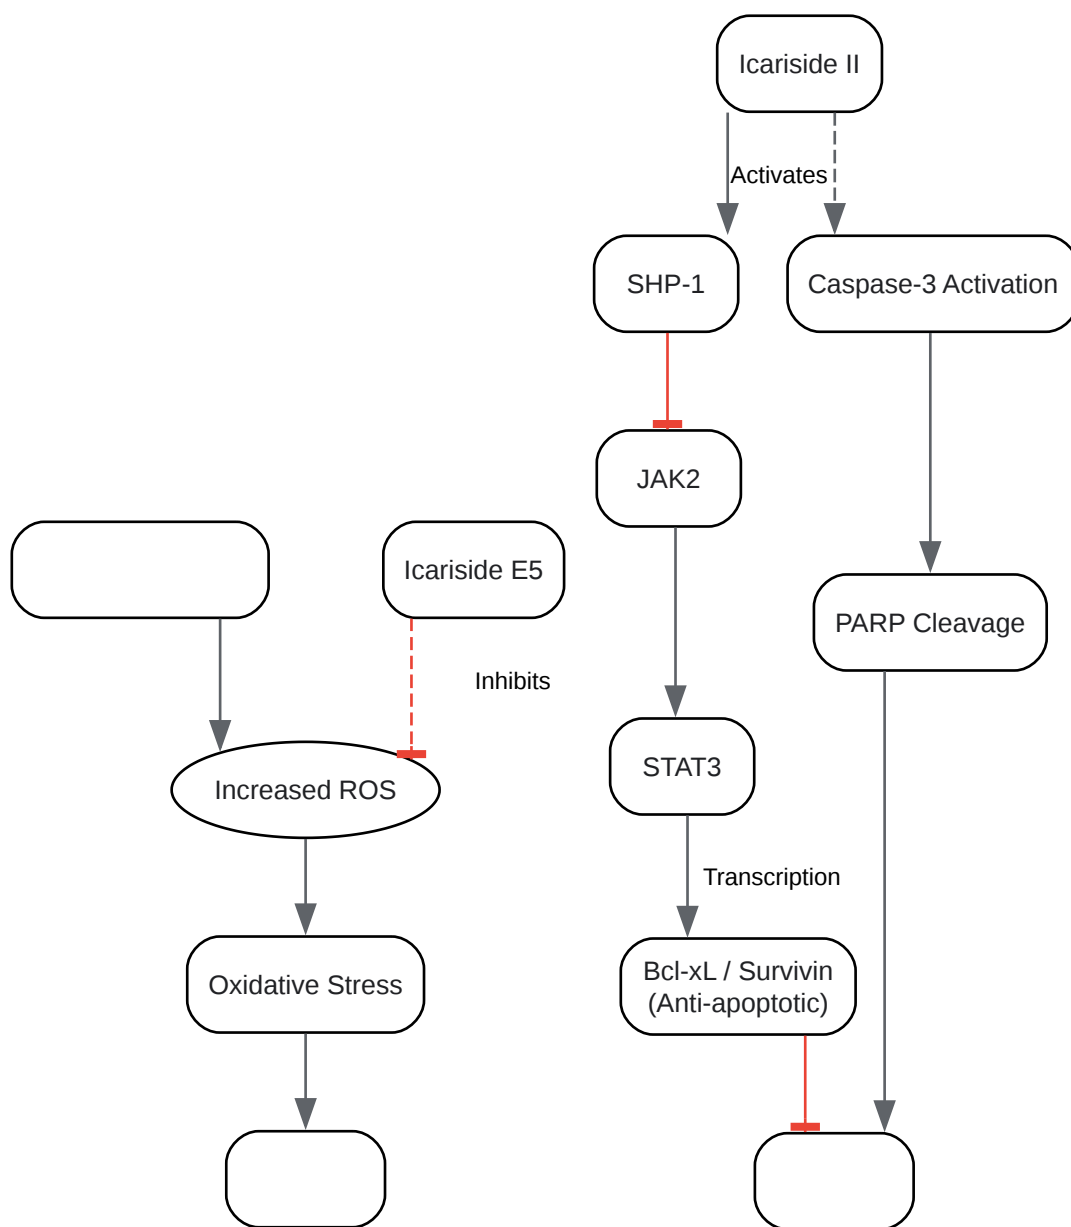 Icariside II
Activates
SHP-1
Caspase-3 Activation
JAK2
Icariside E5
PARP Cleavage
Inhibits
STAT3
Increased ROS
Transcription
Bcl-xL / Survivin
(Anti-apoptotic)
Oxidative Stress